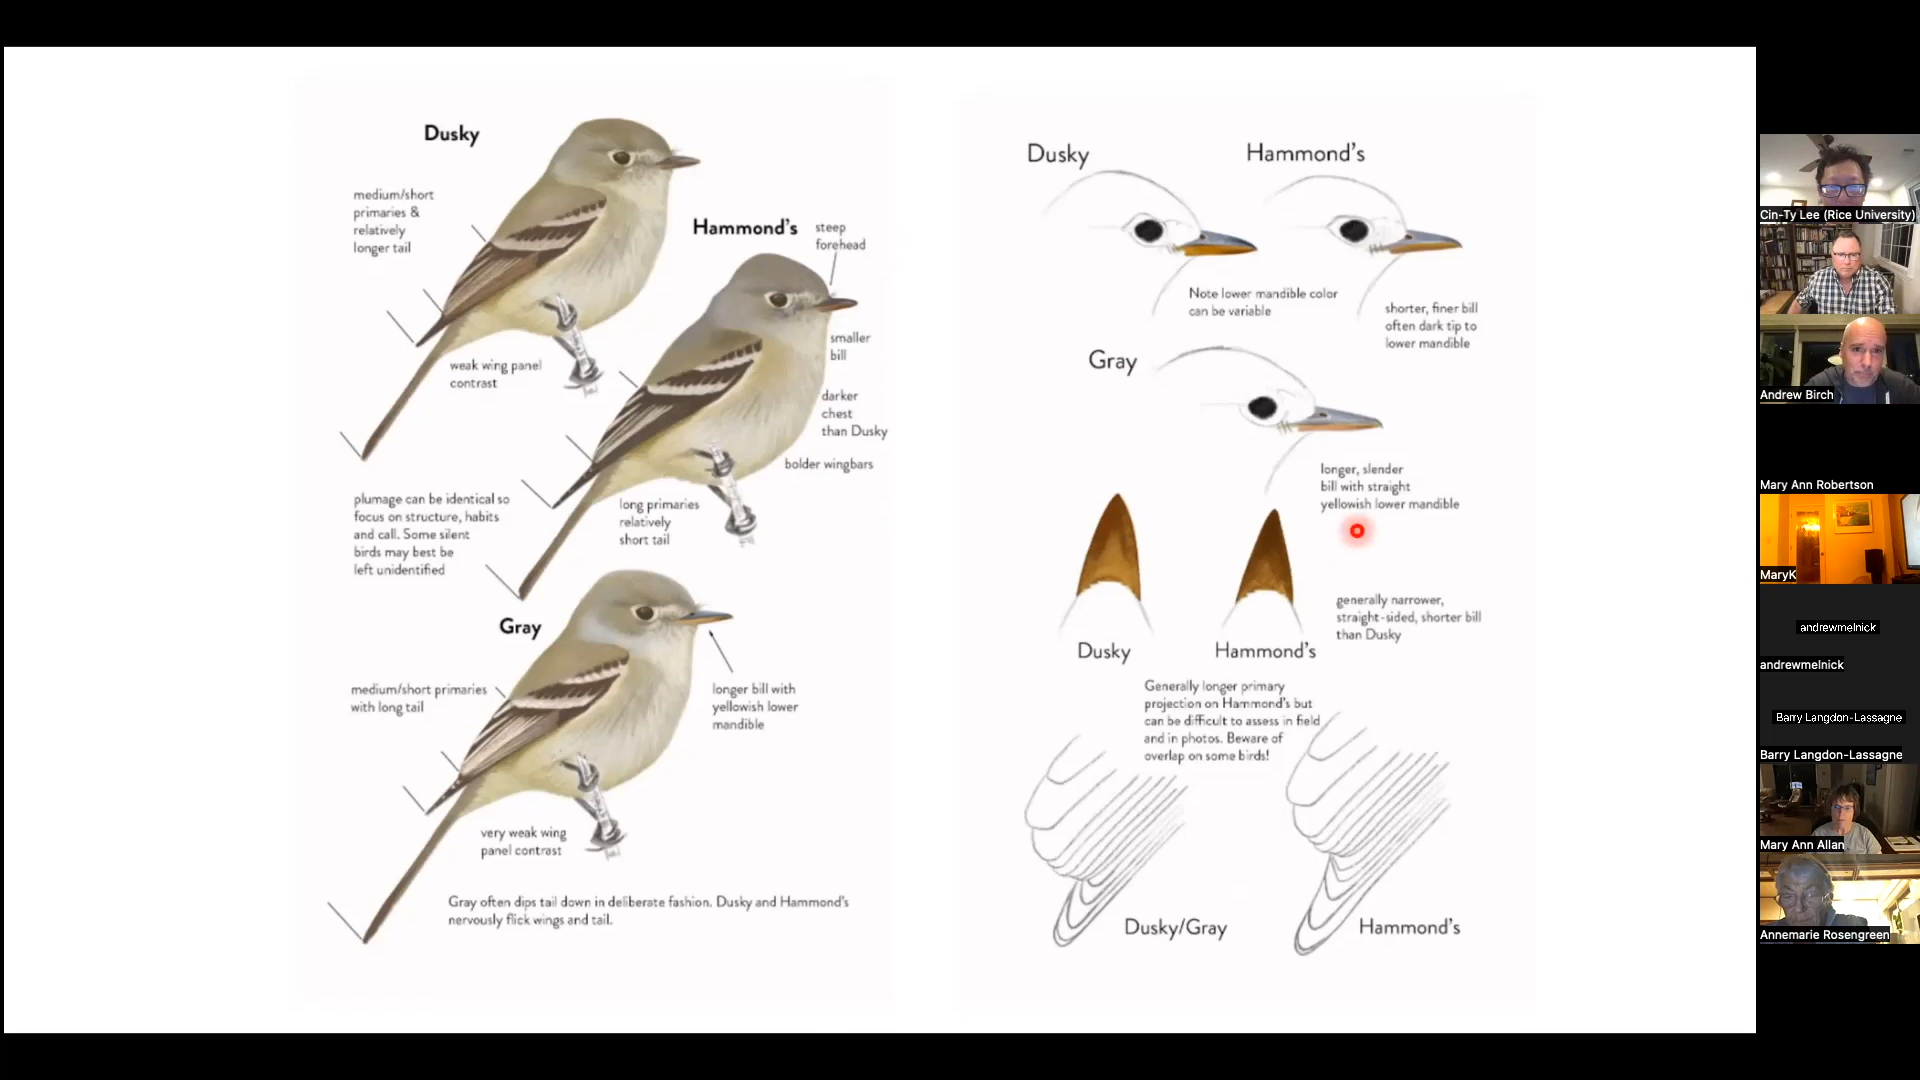 Dusky
medium/short
primaries &
relatively
longer tail
Hammond's
steep
forehead
smaller
bill
weak wing panel
contrast
darker
chest
than Dusky
bolder wingbars
plumage can be identical so
focus on structure, habits
and call. Some silent
birds may best be
left unidentified
long primaries
relatively
short tail
Gray
medium/short primaries
with long tail
longer bill with
yellowish lower
mandible
very weak wing
panel contrast
Gray often dips tail down in deliberate fashion. Dusky and Hammond's
nervously flick wings and tail.
Dusky
Hammond's
Note lower mandible color
can be variable
shorter, finer bill
often dark tip to
lower mandible
Gray
longer, slender
bill with straight
yellowish lower mandible
generally narrower,
straight-sided, shorter bill
than Dusky
Dusky
Hammond's
Generally longer primary
projection on Hammond's but
can be difficult to assess in field
and in photos. Beware of
overlap on some birds!
Dusky/Gray
Hammond's
Cin-Ty Lee (Rice University)
Andrew Birch
Mary Ann Robertson
MaryK
andrewmelnick
andrewmelnick
Barry Langdon-Lassagne
Barry Langdon-Lassagne
Mary Ann Allan
Annemarie Rosengreen